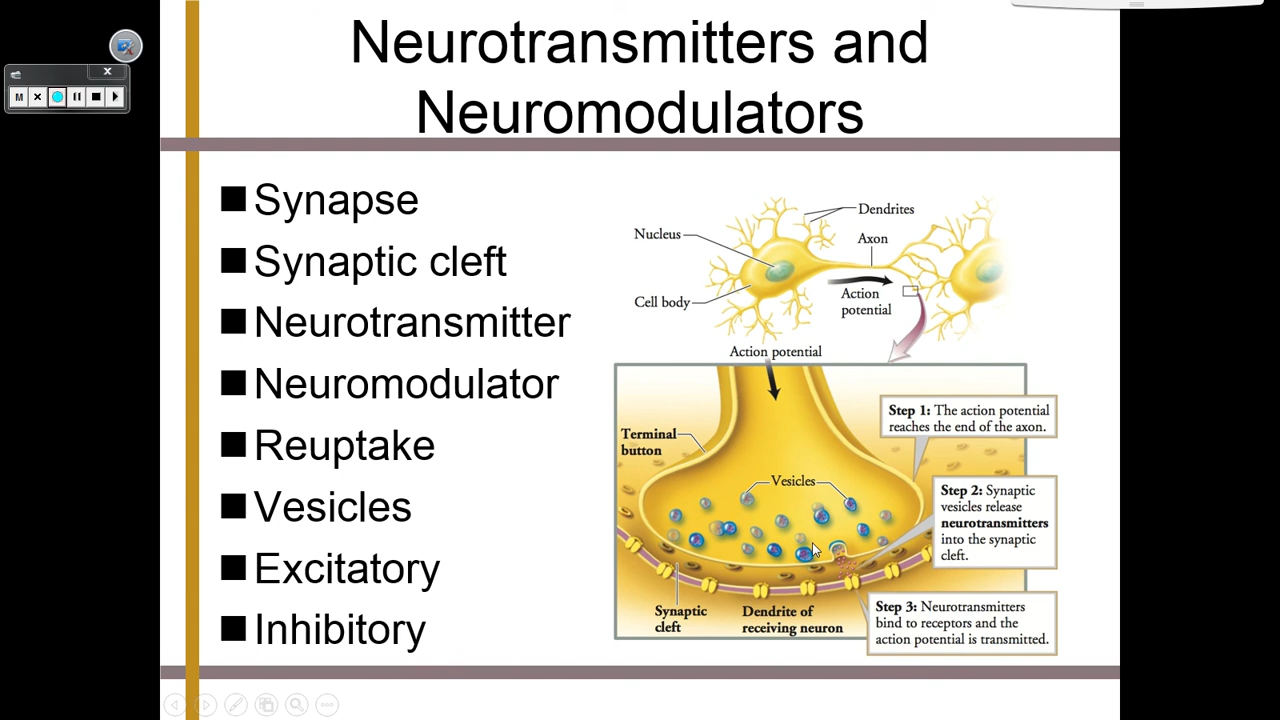 Neurotransmitters and
Neuromodulators
M
Synapse
Synaptic cleft
Neurotransmitter
Neuromodulator
Reuptake
Vesicles
Excitatory
Inhibitory
Dendrites
Nucleus
Axon
Cell body
Action
potential
Action potential
Step 1: The action potential
reaches the end of the axon.
Terminal
button
Vesicles
Step 2: Synaptic
vesicles release
neurotransmitters
into the synaptic
cleft.
Synaptic
cleft
Dendrite of
receiving neuron
Step 3: Neurotransmitters
bind to receptors and the
action potential is transmitted.